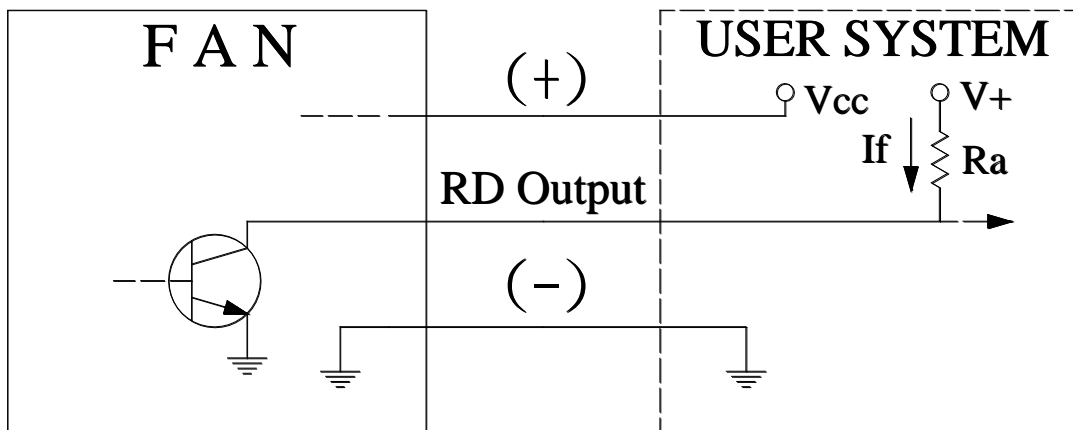 F A N
USER SYSTEM
(+)
Vcc
V+
If
Ra
RD Output
(-)